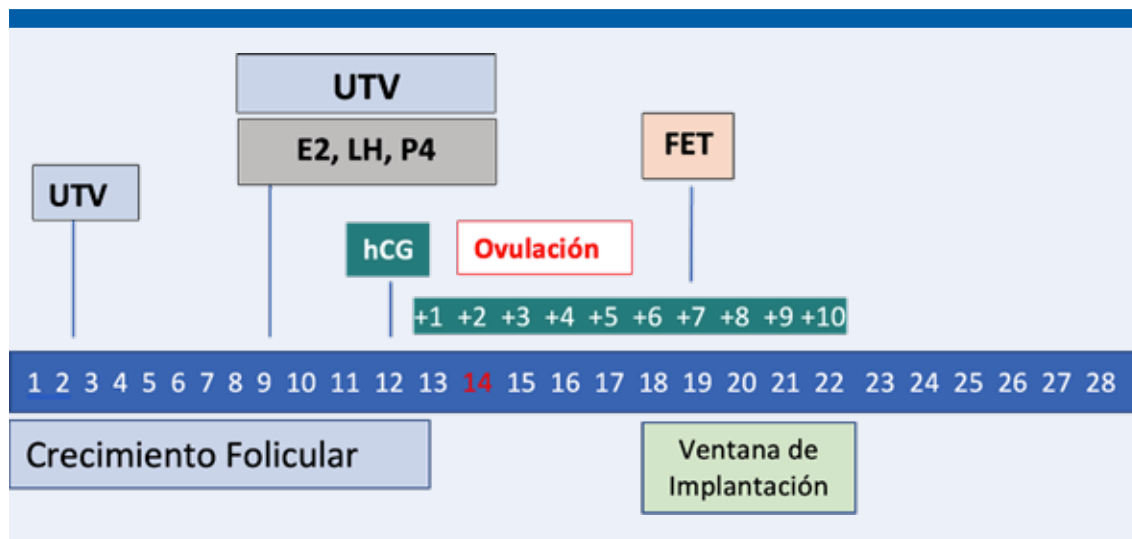 UTV
E2, LH, P4
FET
UTV
hCG
Ovulación
+1 +2 +3 +4 +5 +6 +7 +8 +9 +10
1 2 3 4 5 6 7 8 9 10 11 12 13 14 15 16 17 18 19 20 21 22 23 24 25 26 27 28
Crecimiento Folicular
Ventana de
Implantación